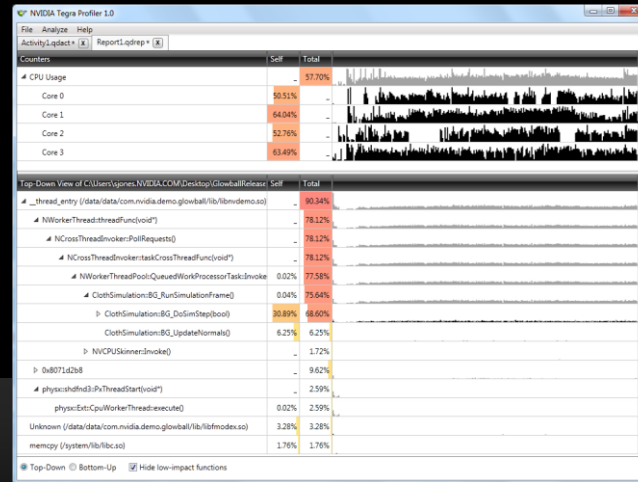 NVIDIA Tegra Profiler 1.0
File Analyze Help
Activity1.qdact* X Report1.qdrep* X
Counters Self Total
CPU Usage - 57.70%
Core 0 50.51% -
Core 1 64.04% -
Core 2 52.76% -
Core 3 63.49% -
Top-Down View of C:\Users\sjones.NVIDIA.COM\Desktop\GlowballRelease Self Total
__thread_entry (/data/data/com.nvidia.demo.glowball/lib/libnvdemo.so) - 90.34%
NWorkerThread::threadFunc(void*) - 78.12%
NCrossThreadInvoker::PollRequests() - 78.12%
NCrossThreadInvoker::taskCrossThreadFunc(void*) - 78.12%
NWorkerThreadPool::QueuedWorkProcessorTask::Invoke 0.02% 77.58%
ClothSimulation::BG_RunSimulationFrame() 0.04% 75.64%
ClothSimulation::BG_DoSimStep(bool) 30.89% 68.60%
ClothSimulation::BG_UpdateNormals() 6.25% 6.25%
NVCPUSkinner::Invoke() - 1.72%
0x8071d2b8 - 9.62%
physx::shdfnd3::PxThreadStart(void*) - 2.59%
physx::Ext::CpuWorkerThread::execute() 0.02% 2.59%
Unknown (/data/data/com.nvidia.demo.glowball/lib/libfmodex.so) 3.28% 3.28%
memcpy (/system/lib/libc.so) 1.76% 1.76%
Top-Down Bottom-Up Hide low-impact functions